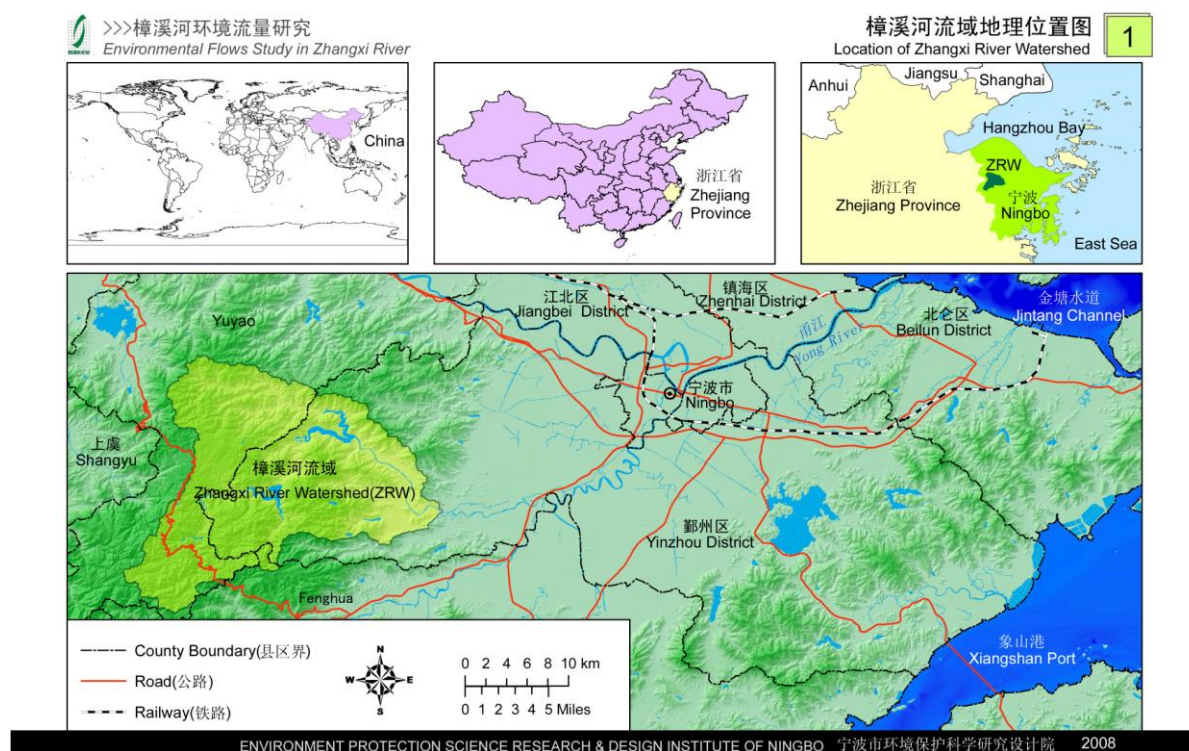 >>>樟溪河环境流量研究
Environmental Flows Study in Zhangxi River
樟溪河流域地理位置图
Location of Zhangxi River Watershed
1
China
浙江省
Zhejiang
Province
Anhui
Jiangsu
Shanghai
Hangzhou Bay
ZRW
浙江省
Zhejiang Province
宁波
Ningbo
East Sea
Yuyao
江北区
Jiangbei District
镇海区
Zhenhai District
甬江
Yong River
北仑区
Beilun District
金塘水道
Jintang Channel
宁波市
Ningbo
上虞
Shangyu
樟溪河流域
Zhangxi River Watershed(ZRW)
鄞州区
Yinzhou District
Fenghua
象山港
Xiangshan Port
County Boundary(县区界)
Road(公路)
Railway(铁路)
N
W E
S
0 2 4 6 8 10 km
0 1 2 3 4 5 Miles
ENVIRONMENT PROTECTION SCIENCE RESEARCH & DESIGN INSTITUTE OF NINGBO 宁波市环境保护科学研究设计院 2008